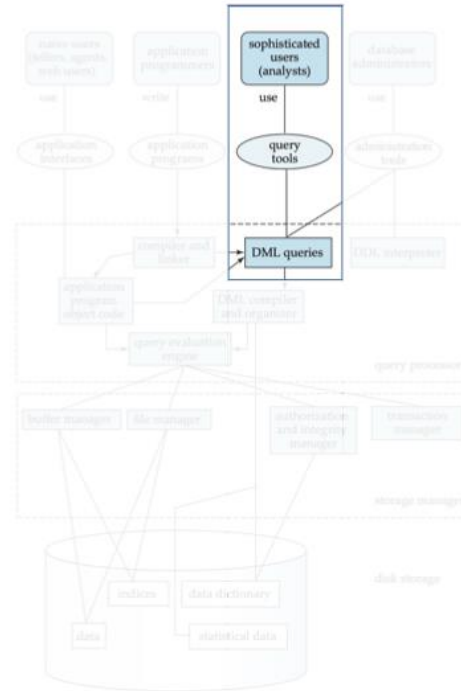 naive users
(tellers, agents,
web users)
application
programmers
sophisticated
users
(analysts)
database
administrators
use
write
use
use
application
interfaces
application
programs
query
tools
administration
tools
compiler and
linker
DML queries
DDL interpreter
application
program
object code
DML compiler
and organizer
query evaluation
engine
query processor
buffer manager
file manager
authorization
and integrity
manager
transaction
manager
storage manager
disk storage
indices
data dictionary
data
statistical data